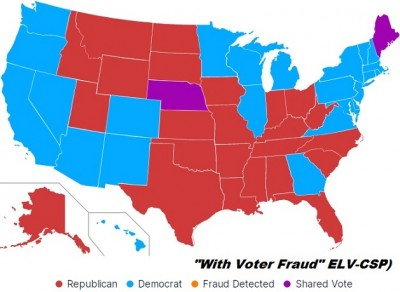 "With Voter Fraud" ELV-CSP)
Republican Democrat Fraud Detected Shared Vote